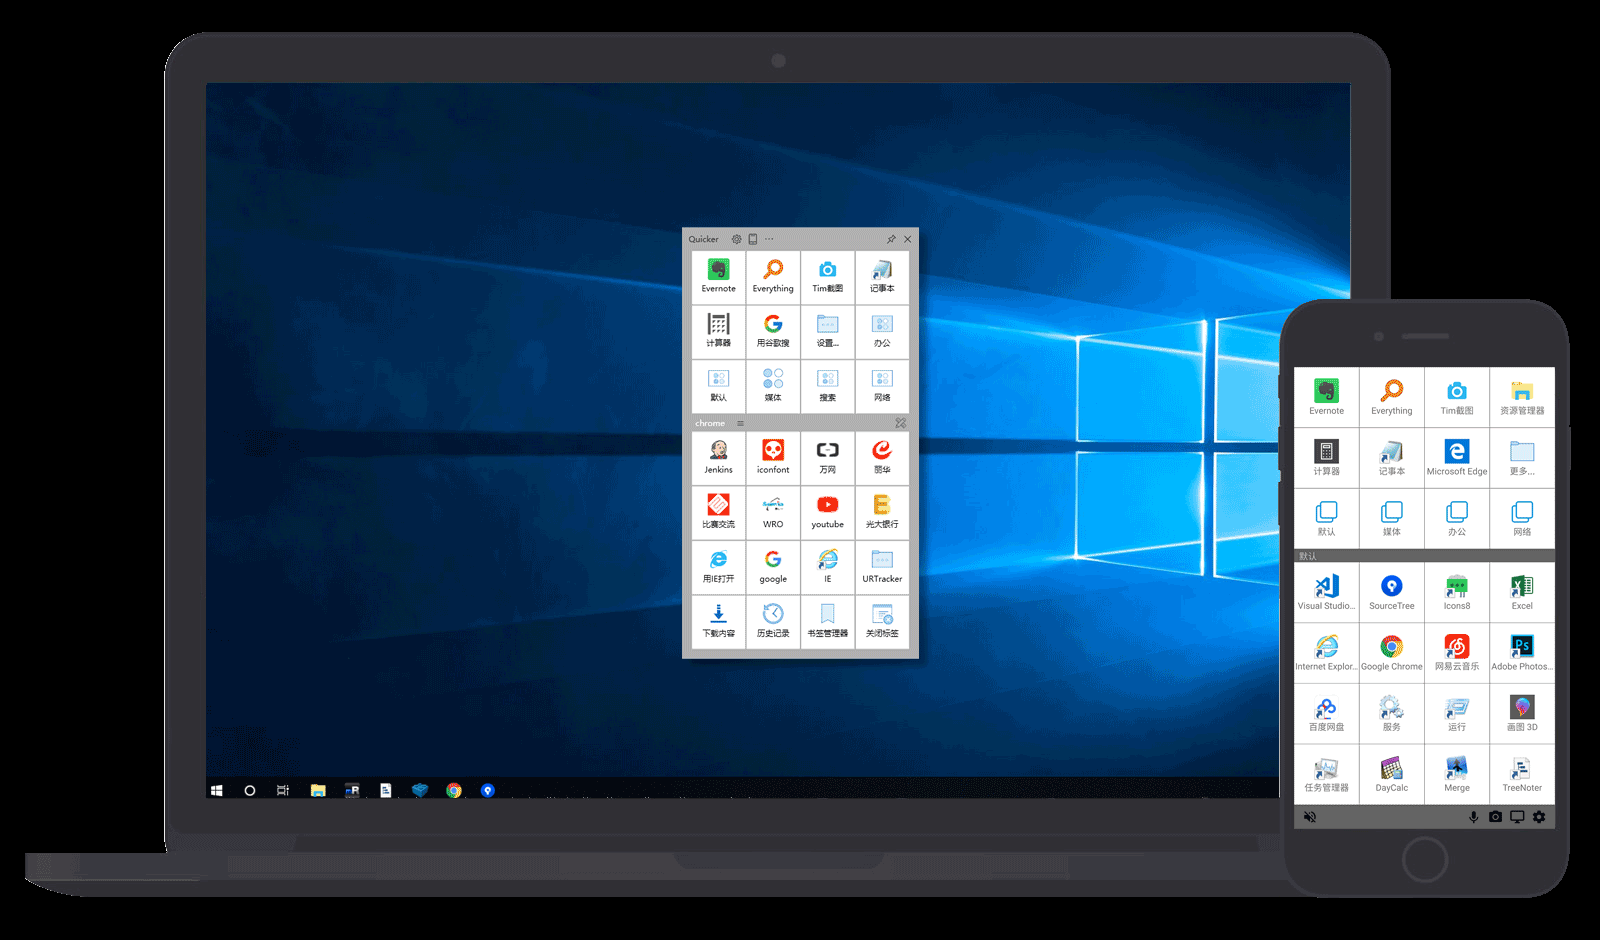 Quicker
Evernote Everything Tim截图 记事本
计算器 用谷歌搜 设置... 办公
默认 媒体 搜索 网络
chrome
Jenkins iconfont 万网 丽华
比赛交流 WRO youtube 光大银行
用IE打开 google IE URTracker
下载内容 历史记录 书签管理器 关闭标签
Evernote Everything Tim截图 资源管理器
计算器 记事本 Microsoft Edge 更多...
默认 媒体 办公 网络
默认
Visual Studio... SourceTree Icons8 Excel
Internet Explor... Google Chrome 网易云音乐 Adobe Photos...
百度网盘 服务 运行 画图 3D
任务管理器 DayCalc Merge TreeNoter